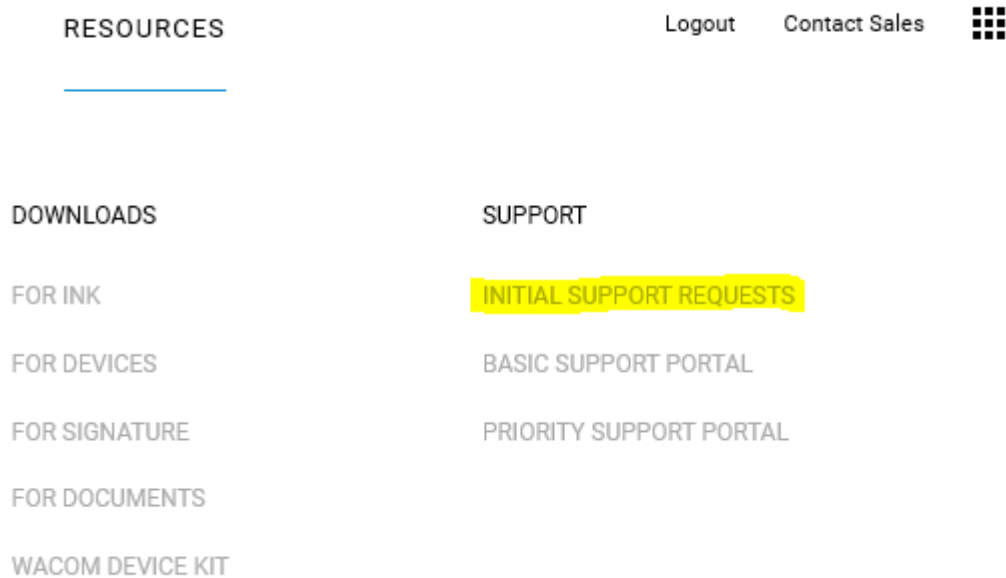 RESOURCES
Logout
Contact Sales
DOWNLOADS
FOR INK
FOR DEVICES
FOR SIGNATURE
FOR DOCUMENTS
WACOM DEVICE KIT
SUPPORT
INITIAL SUPPORT REQUESTS
BASIC SUPPORT PORTAL
PRIORITY SUPPORT PORTAL